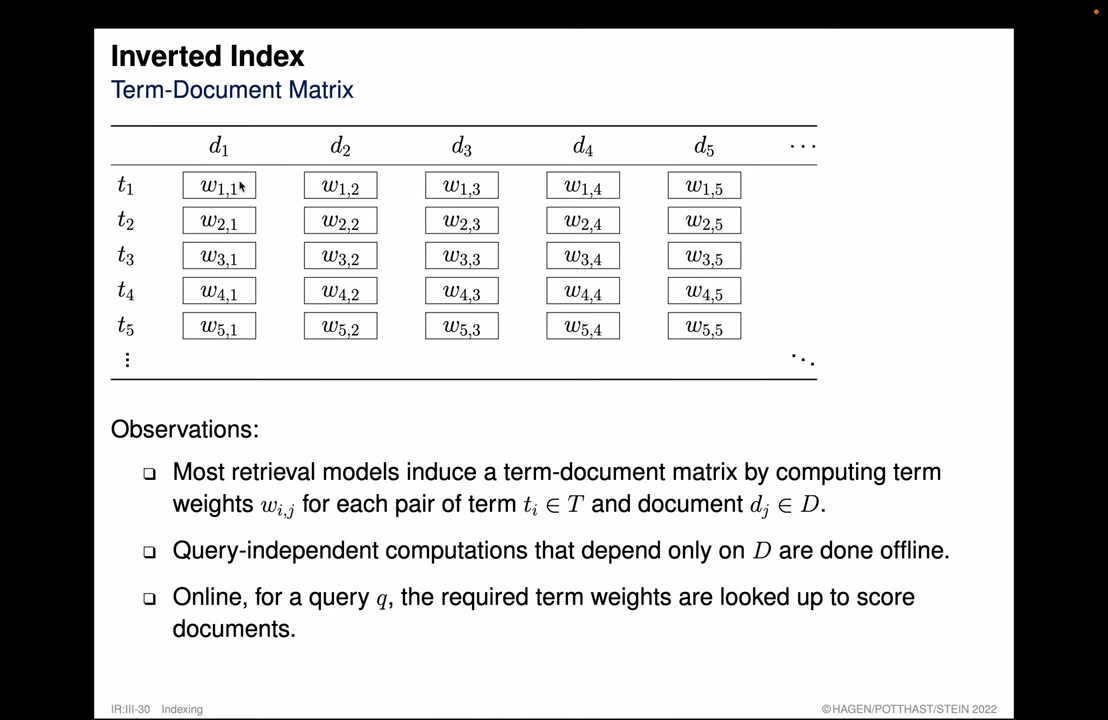 Inverted Index
Term-Document Matrix
d1 d2 d3 d4 d5 ···
t1 w1,1 w1,2 w1,3 w1,4 w1,5
t2 w2,1 w2,2 w2,3 w2,4 w2,5
t3 w3,1 w3,2 w3,3 w3,4 w3,5
t4 w4,1 w4,2 w4,3 w4,4 w4,5
t5 w5,1 w5,2 w5,3 w5,4 w5,5
⋮ ⋱
Observations:
❑ Most retrieval models induce a term-document matrix by computing term
weights wi,j for each pair of term ti ∈ T and document dj ∈ D.
❑ Query-independent computations that depend only on D are done offline.
❑ Online, for a query q, the required term weights are looked up to score
documents.
IR:III-30 Indexing ©HAGEN/POTTHAST/STEIN 2022